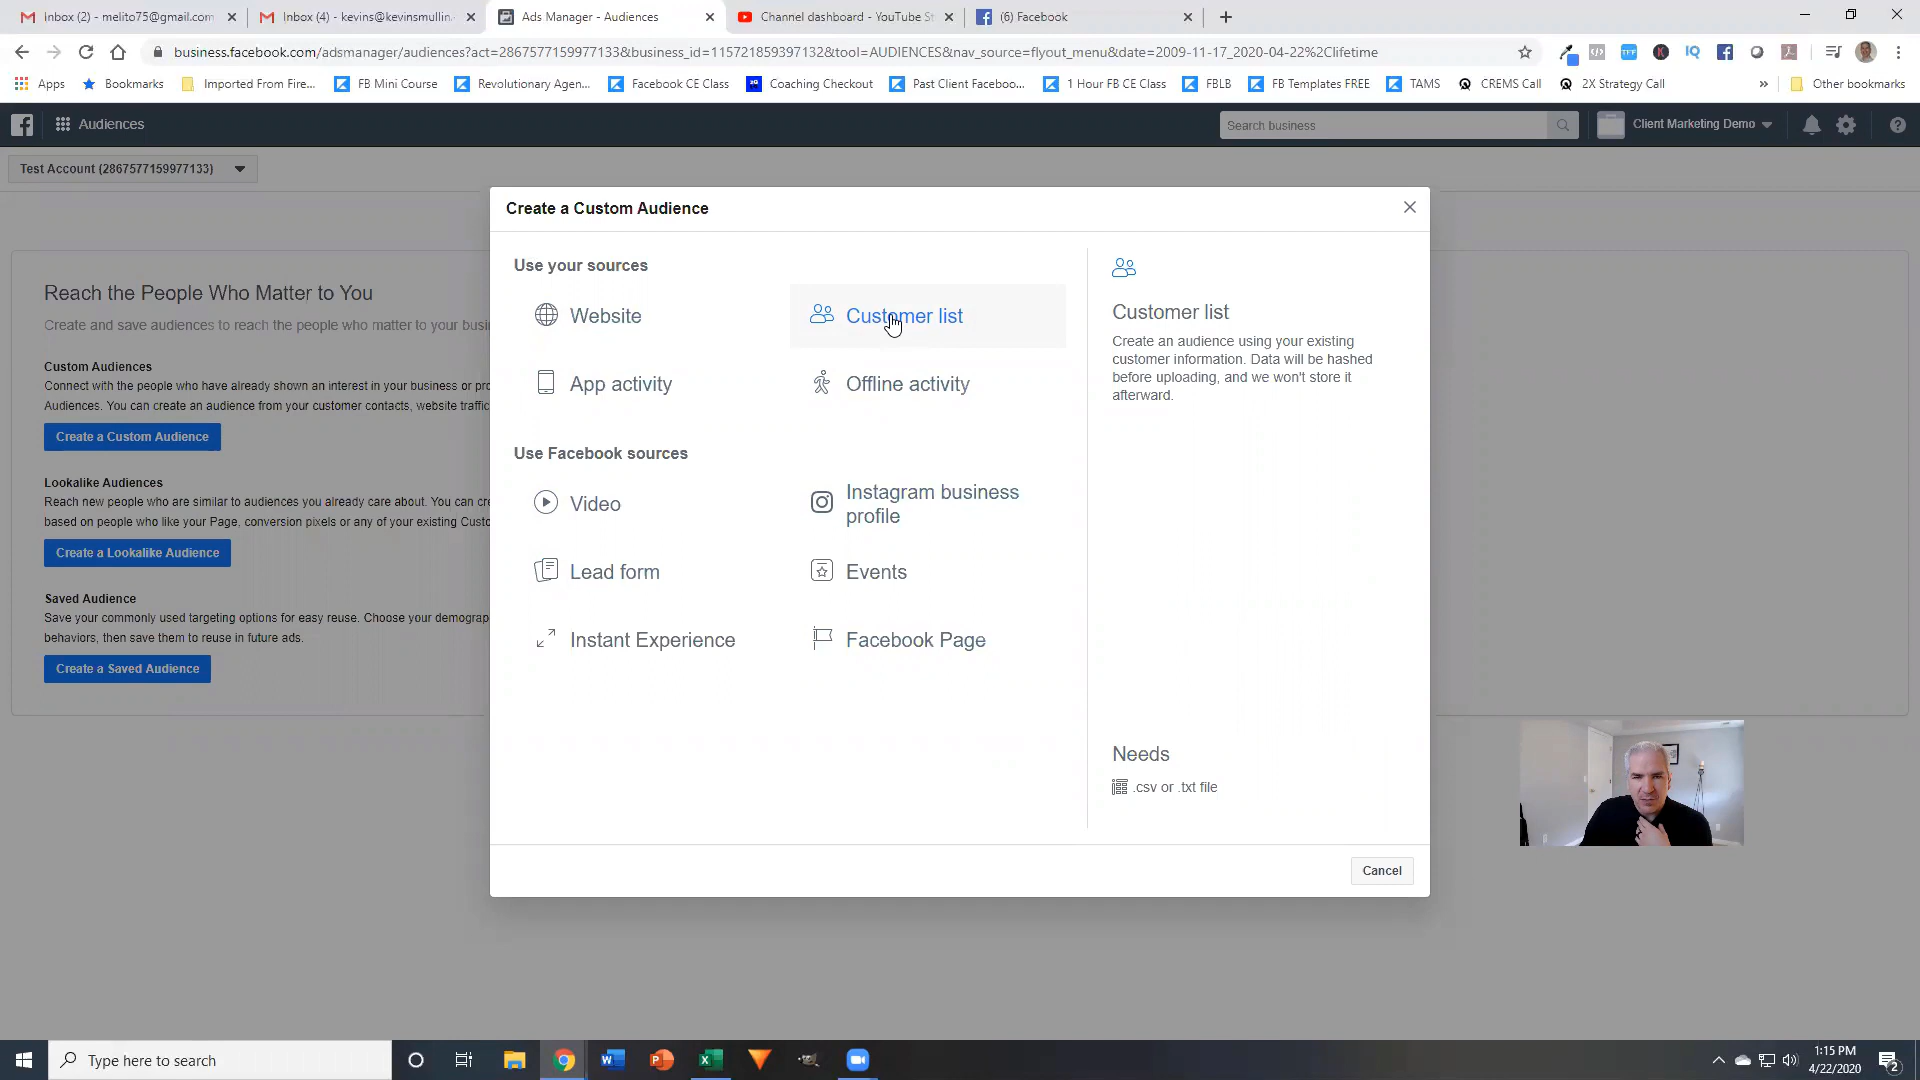 Inbox (2) - melito75@gmail.com
Inbox (4) - kevins@kevinsmullin.
Ads Manager - Audiences
Channel dashboard - YouTube St
(6) Facebook
business.facebook.com/adsmanager/audiences?act=2867577159977133&business_id=115721859397132&tool=AUDIENCES&nav_source=flyout_menu&date=2009-11-17_2020-04-22%2Clifetime
Apps
Bookmarks
Imported From Fire...
FB Mini Course
Revolutionary Agen...
Facebook CE Class
Coaching Checkout
Past Client Faceboo...
1 Hour FB CE Class
FBLB
FB Templates FREE
TAMS
CREMS Call
2X Strategy Call
Other bookmarks
Audiences
Search business
Client Marketing Demo
Test Account (2867577159977133)
Create a Custom Audience
Reach the People Who Matter to You
Create and save audiences to reach the people who matter to your busi
Custom Audiences
Connect with the people who have already shown an interest in your business or pro
Audiences. You can create an audience from your customer contacts, website traffic
Create a Custom Audience
Lookalike Audiences
Reach new people who are similar to audiences you already care about. You can cre
based on people who like your Page, conversion pixels or any of your existing Custo
Create a Lookalike Audience
Saved Audience
Save your commonly used targeting options for easy reuse. Choose your demograp
behaviors, then save them to reuse in future ads.
Create a Saved Audience
Use your sources
Website
Customer list
App activity
Offline activity
Use Facebook sources
Video
Instagram business
profile
Lead form
Events
Instant Experience
Facebook Page
Customer list
Create an audience using your existing
customer information. Data will be hashed
before uploading, and we won't store it
afterward.
Needs
.csv or .txt file
Cancel
Type here to search
1:15 PM
4/22/2020
2